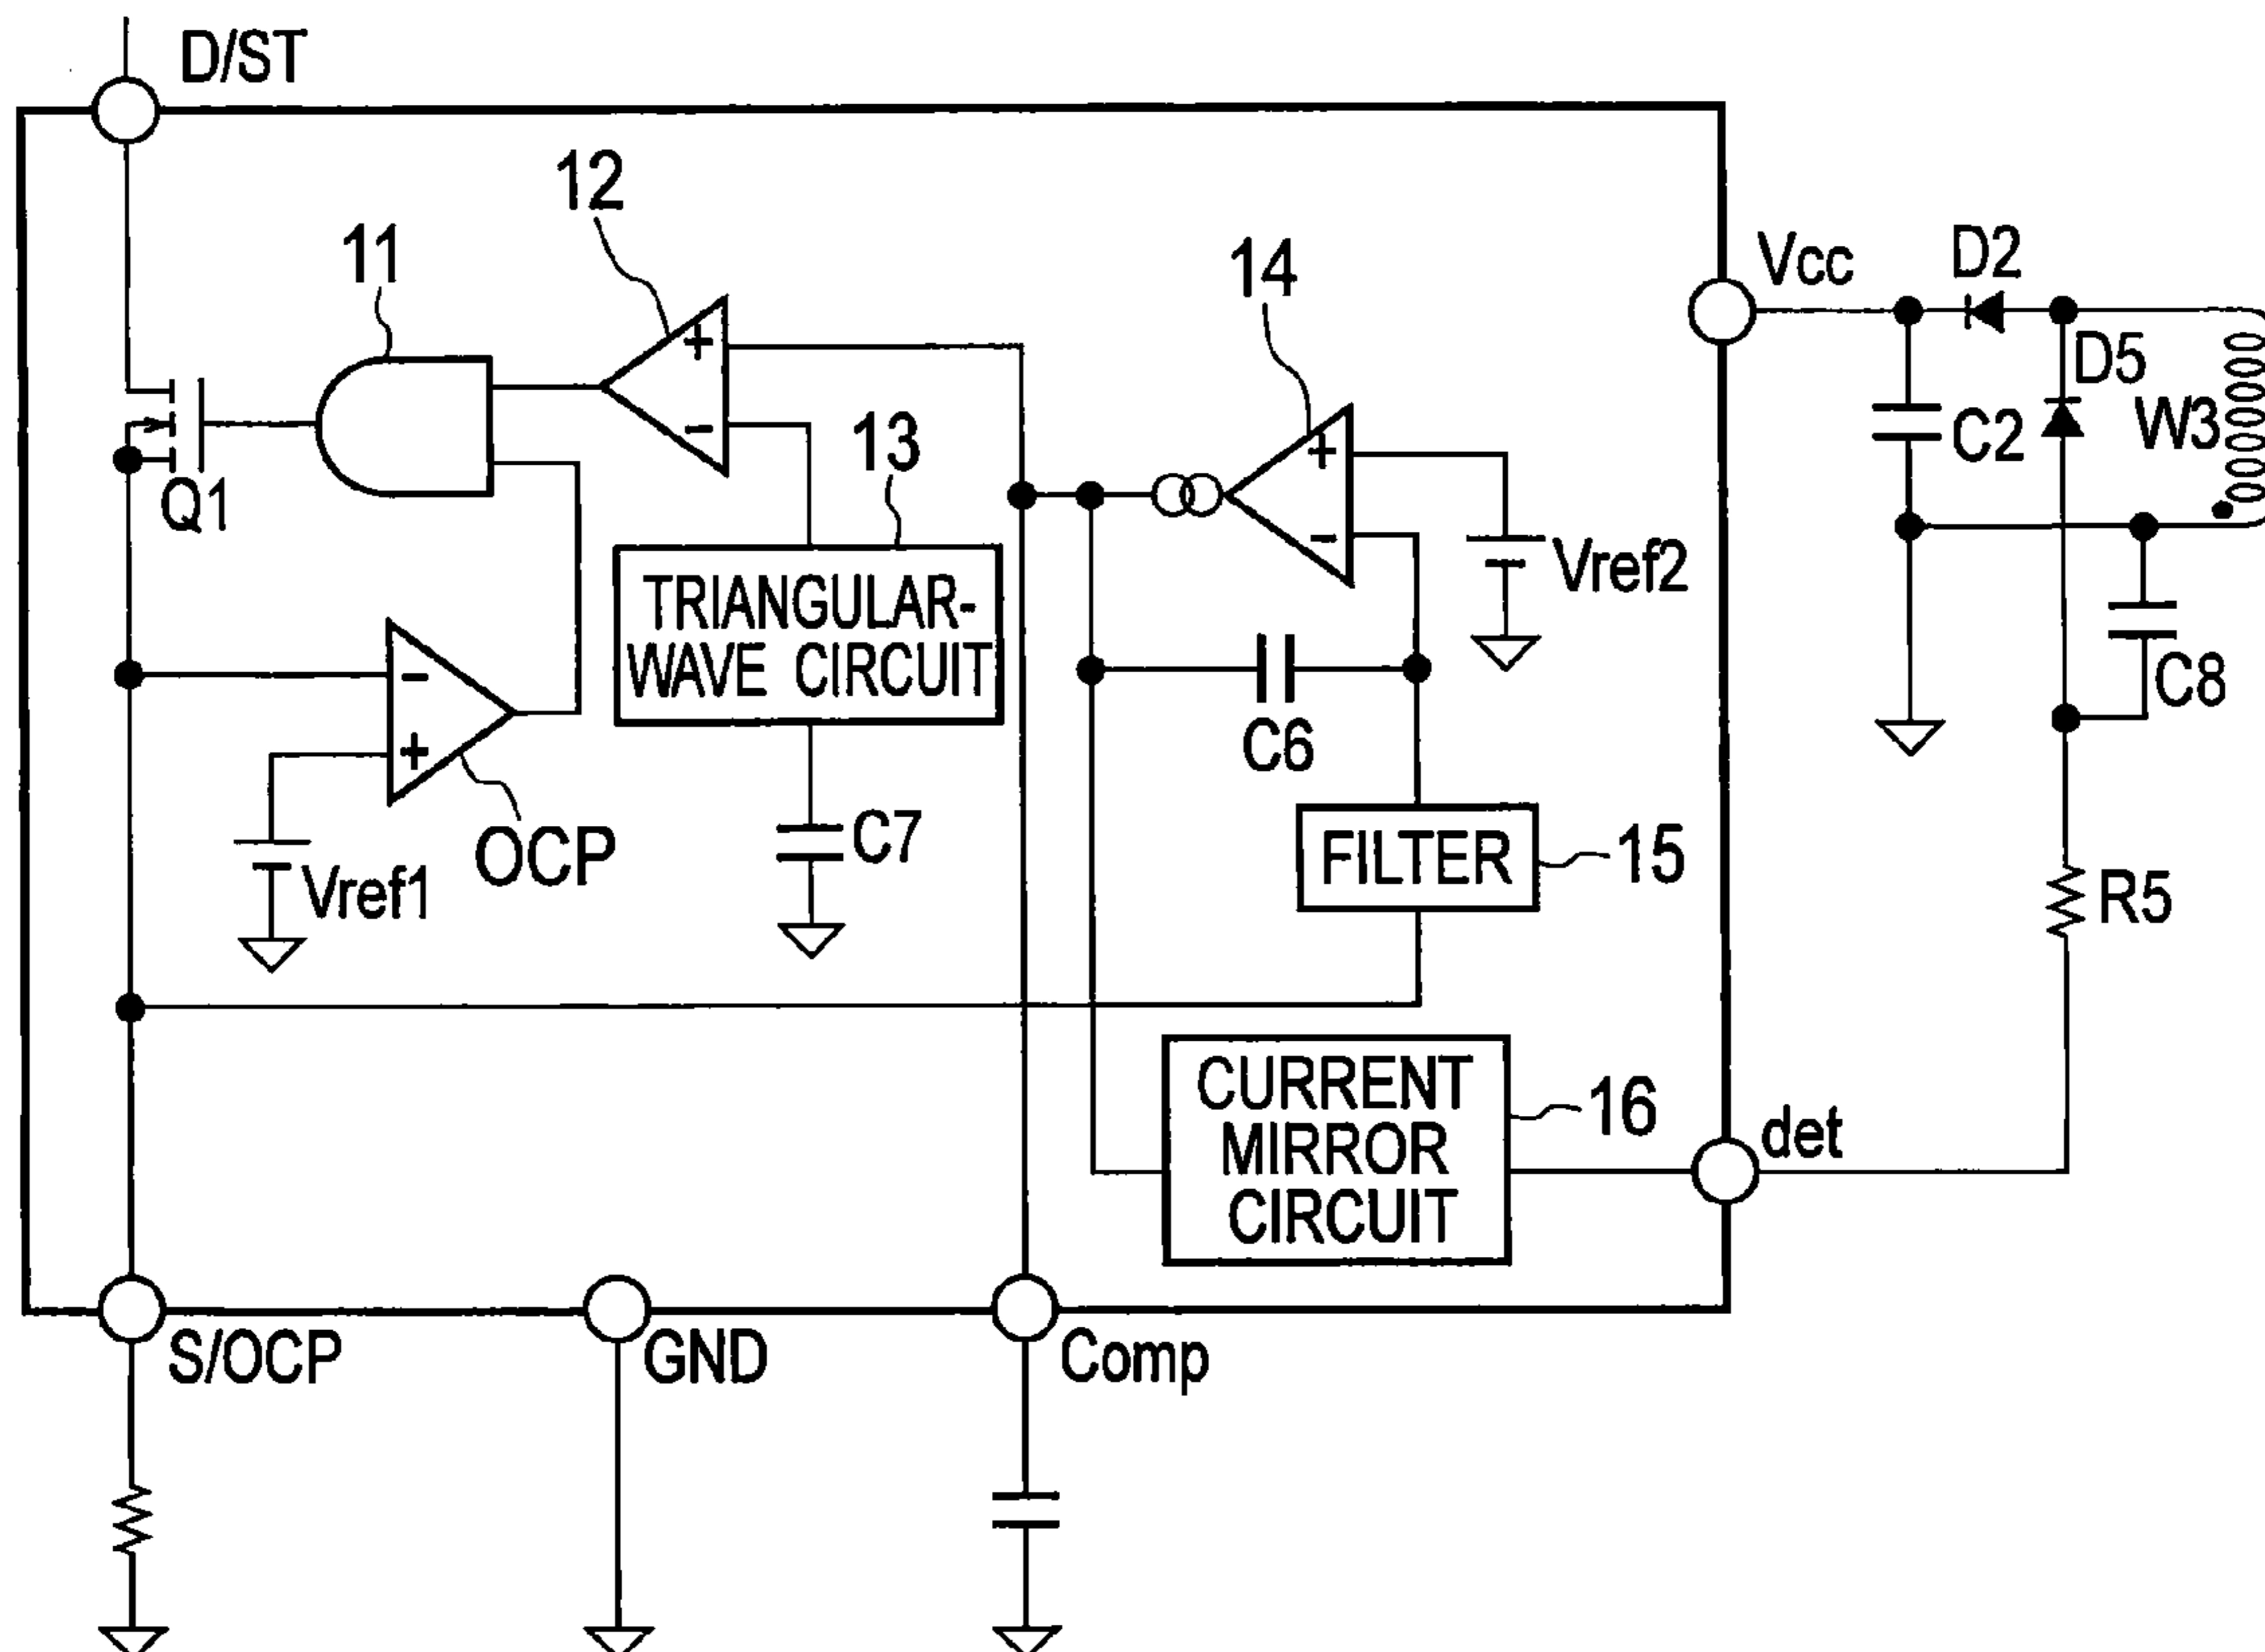 D/ST
12
11
14
Vcc
D2
D5
W3
C2
13
+
-
+
-
Q1
TRIANGULAR-
WAVE CIRCUIT
Vref2
C8
C6
-
+
OCP
C7
Vref1
FILTER
15
R5
CURRENT
MIRROR
CIRCUIT
16
det
S/OCP
GND
Comp